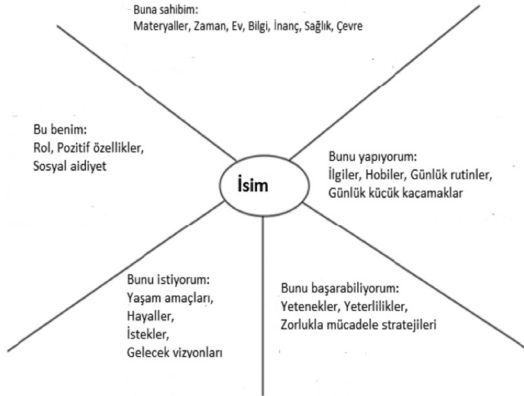 Buna sahibim:
Materyaller, Zaman, Ev, Bilgi, İnanç, Sağlık, Çevre
Bu benim:
Rol, Pozitif özellikler,
Sosyal aidiyet
İsim
Bunu yapıyorum:
İlgiler, Hobiler, Günlük rutinler,
Günlük küçük kaçamaklar
Bunu istiyorum:
Yaşam amaçları,
Hayaller,
İstekler,
Gelecek vizyonları
Bunu başarabiliyorum:
Yetenekler, Yeterlilikler,
Zorlukla mücadele stratejileri